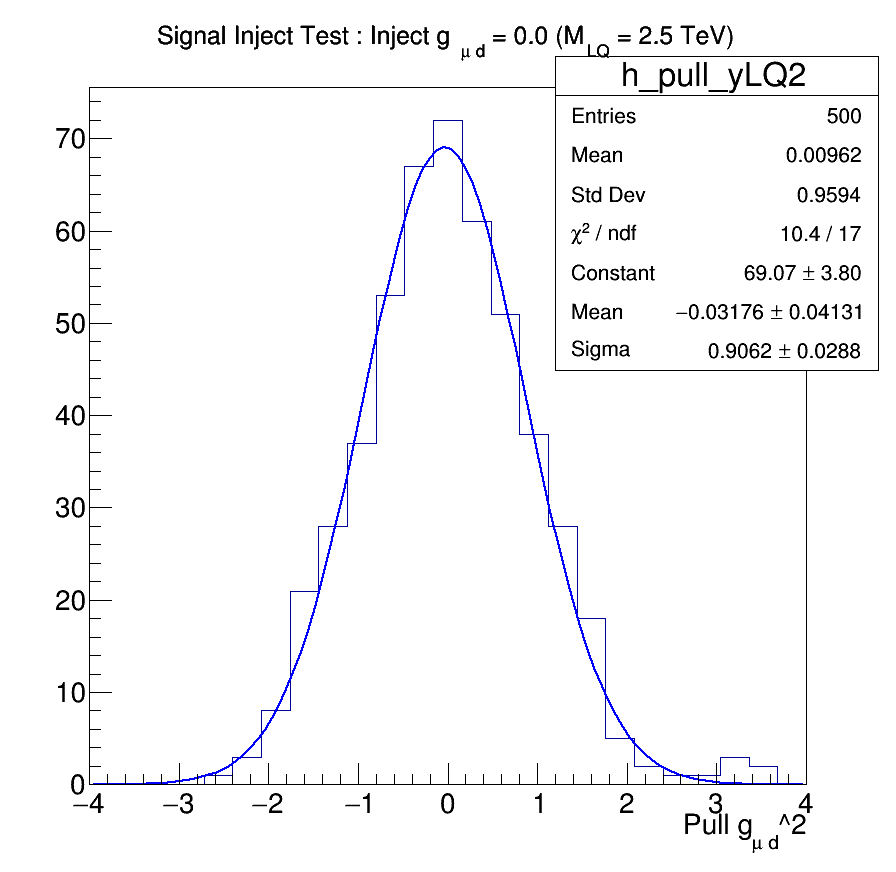 Signal Inject Test : Inject g μ d = 0.0 (M LQ = 2.5 TeV)
h_pull_yLQ2
Entries 500
Mean 0.00962
Std Dev 0.9594
χ² / ndf 10.4 / 17
Constant 69.07 ± 3.80
Mean −0.03176 ± 0.04131
Sigma 0.9062 ± 0.0288
70
60
50
40
30
20
10
0
−4 −3 −2 −1 0 1 2 3 4
Pull g μ d ^2